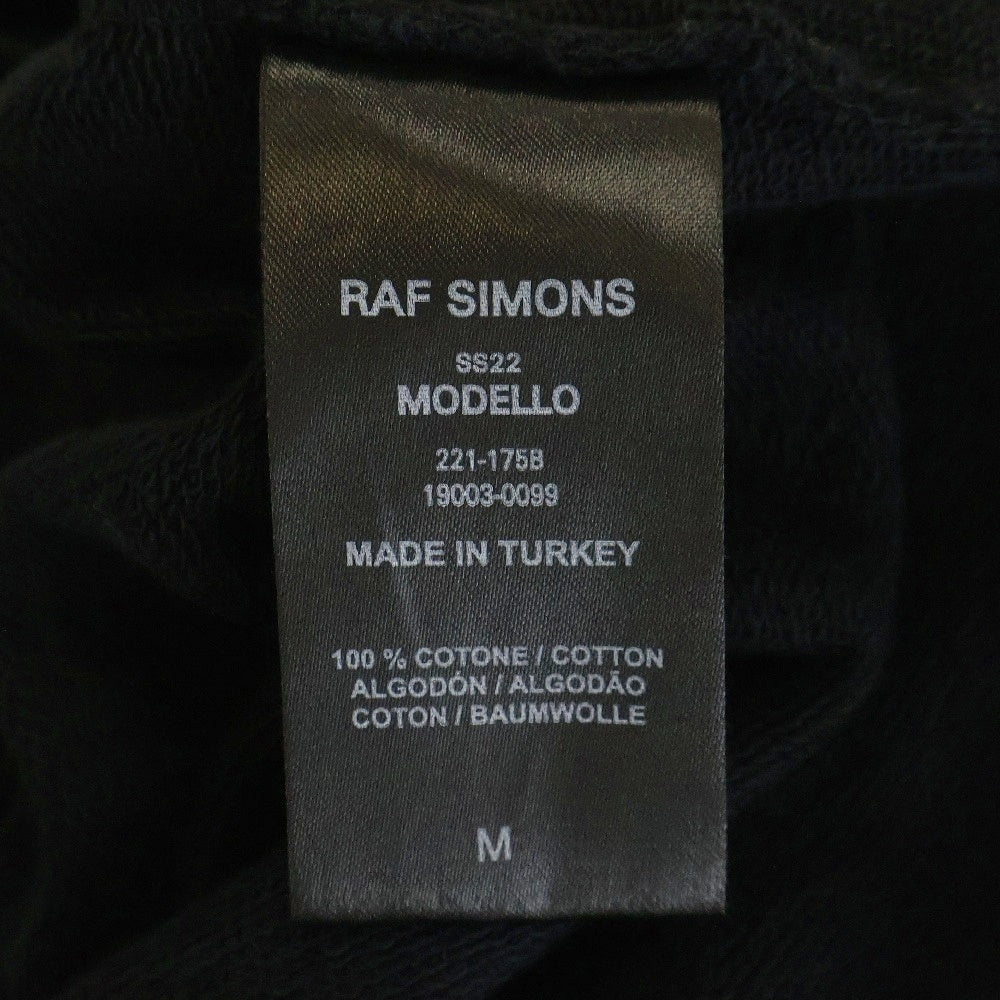 RAF SIMONS
SS22
MODELLO
221-175B
19003-0099
MADE IN TURKEY
100 % COTONE / COTTON
ALGODÓN / ALGODÃO
COTON / BAUMWOLLE
M